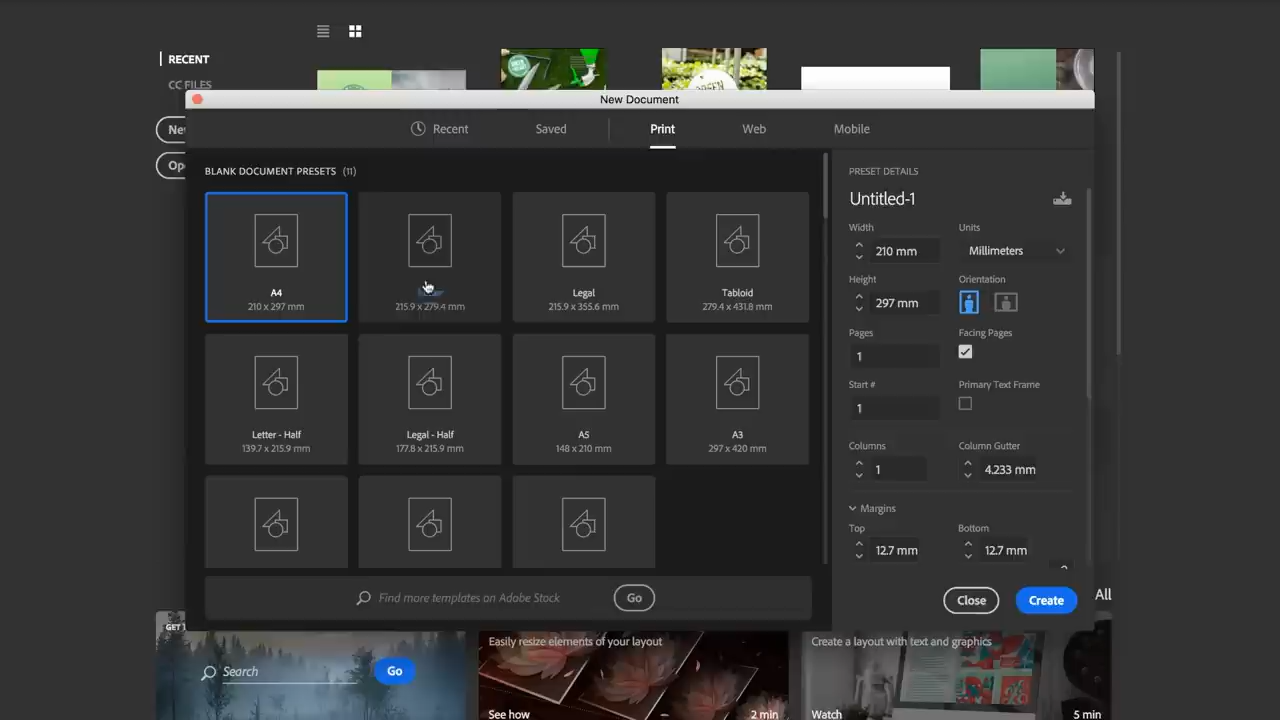 RECENT
CC FILES
Ne
Op
New Document
Recent
Saved
Print
Web
Mobile
BLANK DOCUMENT PRESETS (11)
A4
210 x 297 mm
215.9 x 279.4 mm
Legal
215.9 x 355.6 mm
Tabloid
279.4 x 431.8 mm
Letter - Half
139.7 x 215.9 mm
Legal - Half
177.8 x 215.9 mm
A5
148 x 210 mm
A3
297 x 420 mm
Find more templates on Adobe Stock
Go
PRESET DETAILS
Untitled-1
Width
Units
210 mm
Millimeters
Height
Orientation
297 mm
Pages
Facing Pages
1
Start #
Primary Text Frame
1
Columns
Column Gutter
1
4.233 mm
Margins
Top
Bottom
12.7 mm
12.7 mm
Close
Create
All
GET
Search
Go
Easily resize elements of your layout
See how
2 min
Create a layout with text and graphics
Watch
5 min